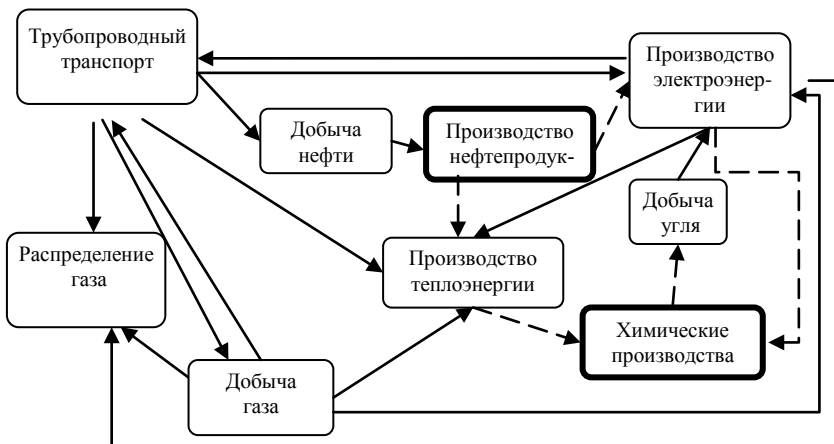 Трубопроводный
транспорт
Производство
электроэнер-
гии
Добыча
нефти
Производство
нефтепродук-
Добыча
угля
Распределение
газа
Производство
теплоэнергии
Химические
производства
Добыча
газа